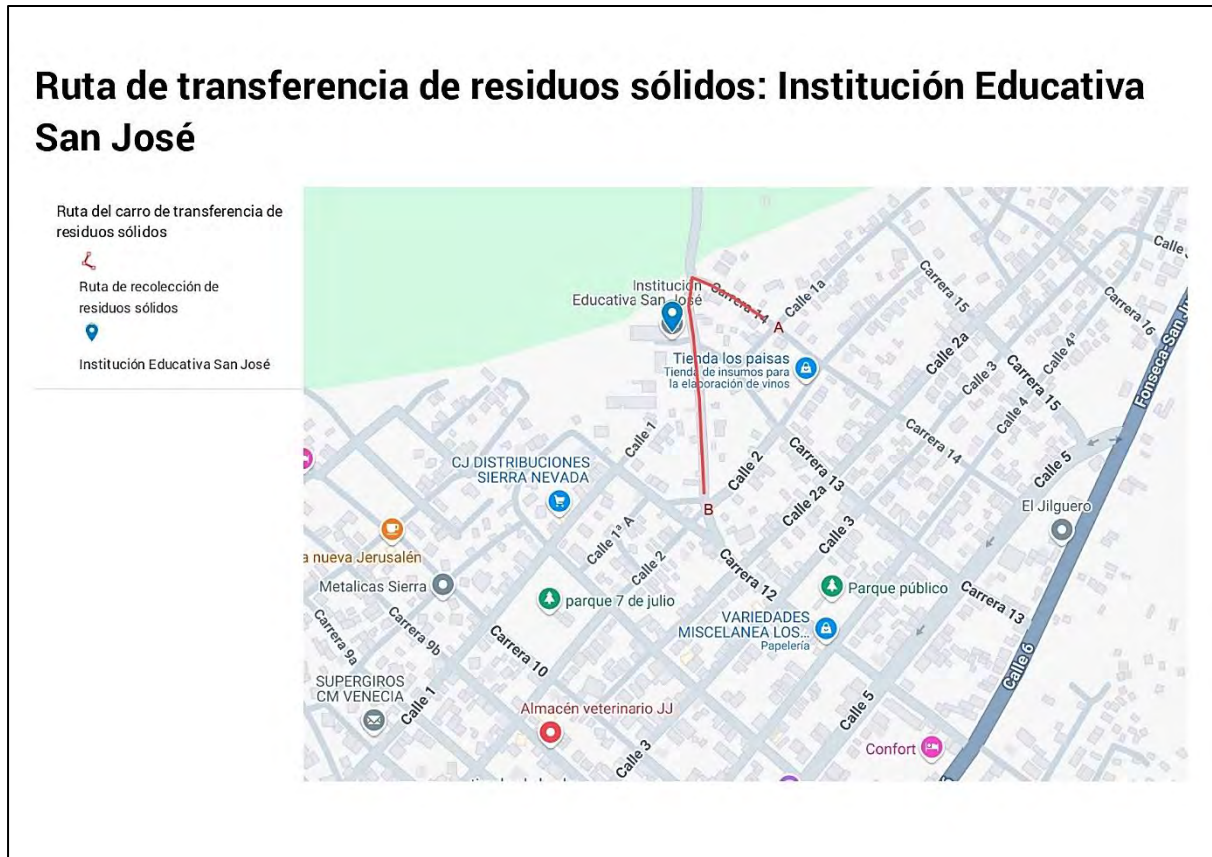 Ruta de transferencia de residuos sólidos: Institución Educativa
San José
Ruta del carro de transferencia de
residuos sólidos
Ruta de recolección de
residuos sólidos
Institución Educativa San José
Calle
Institución
Educativa San José
Carrera 14
A
Calle 1a
Carrera 15
Carrera 16
Fonseca-San Ju
Tienda los paisas
Tienda de insumos para
la elaboración de vinos
Calle 2a
Calle 3
Calle 4ª
Calle 4
Carrera 15
Calle 1
Carrera 14
CJ DISTRIBUCIONES
SIERRA NEVADA
Calle 2
Carrera 13
Calle 5
B
Calle 2a
El Jilguero
Calle 1ª A
Calle 3
a nueva Jerusalén
Calle 2
Metalicas Sierra
Carrera 12
Parque público
Carrera 13
parque 7 de julio
VARIEDADES
MISCELANEA LOS...
Papelería
Carrera 9a
Carrera 9b
Carrera 10
Calle 6
SUPERGIROS
CM VENECIA
Calle 1
Almacén veterinario JJ
Calle 5
Calle 3
Confort